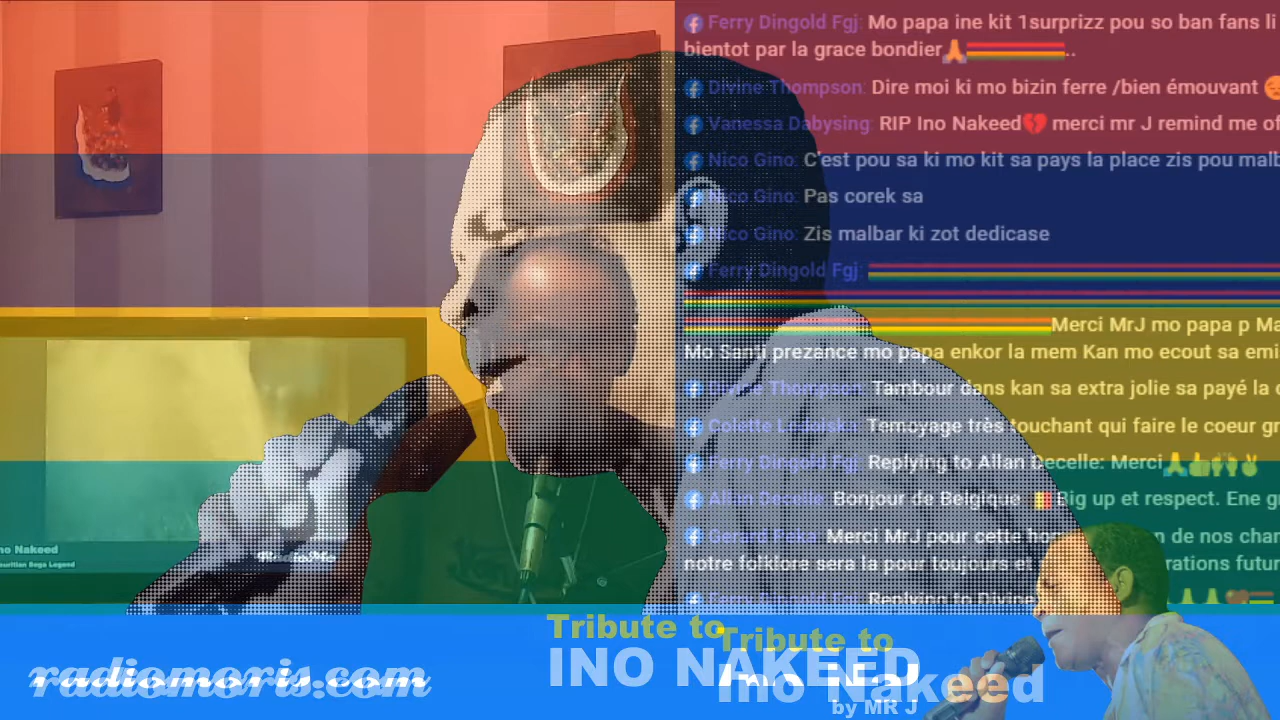 Ferry Dingold Fgj: Mo papa ine kit 1surprizz pou so ban fans li
bientot par la grace bondier🙏..
Divine Thompson: Dire moi ki mo bizin ferre /bien émouvant
Vanessa Dabysing: RIP Ino Nakeed💔 merci mr J remind me of
Nico Gino: C'est pou sa ki mo kit sa pays la place zis pou malb
Nico Gino: Pas corek sa
Nico Gino: Zis malbar ki zot dedicase
Ferry Dingold Fgj:
Merci MrJ mo papa p Ma
Mo Santi prezance mo papa enkor la mem Kan mo ecout sa emi
Divine Thompson: Tambour dans kan sa extra jolie sa payé la c
Colette: Temoyage très touchant qui faire le coeur gr
Ferry Dingold Fgj: Replying to Allan Decelle: Merci🙏👍🙌✌
Allan Decelle: Bonjour de Belgique 🇧🇪Big up et respect. Ene g
Gerard: Merci MrJ pour cette n de nos char
notre folklore sera la pour toujours et rations futur
Ferry Dingold Fgj: Replying to Divine
no Nakeed
auritian Sega Legend
radiomoris.com
Tribute to
INO NAKEED
Tribute to
Ino Nakeed
by MR J